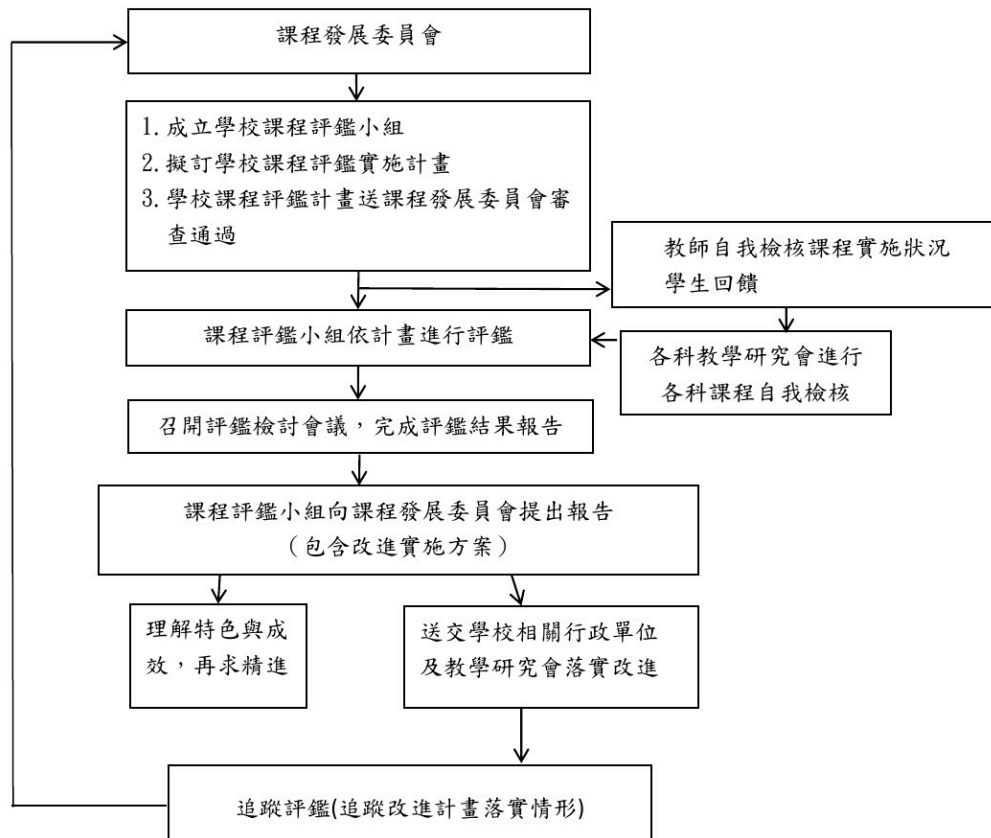 課程發展委員會
1. 成立學校課程評鑑小組
2. 擬訂學校課程評鑑實施計畫
3. 學校課程評鑑計畫送課程發展委員會審
查通過
教師自我檢核課程實施狀況
學生回饋
課程評鑑小組依計畫進行評鑑
各科教學研究會進行
各科課程自我檢核
召開評鑑檢討會議，完成評鑑結果報告
課程評鑑小組向課程發展委員會提出報告
（包含改進實施方案）
理解特色與成
效，再求精進
送交學校相關行政單位
及教學研究會落實改進
追蹤評鑑(追蹤改進計畫落實情形)